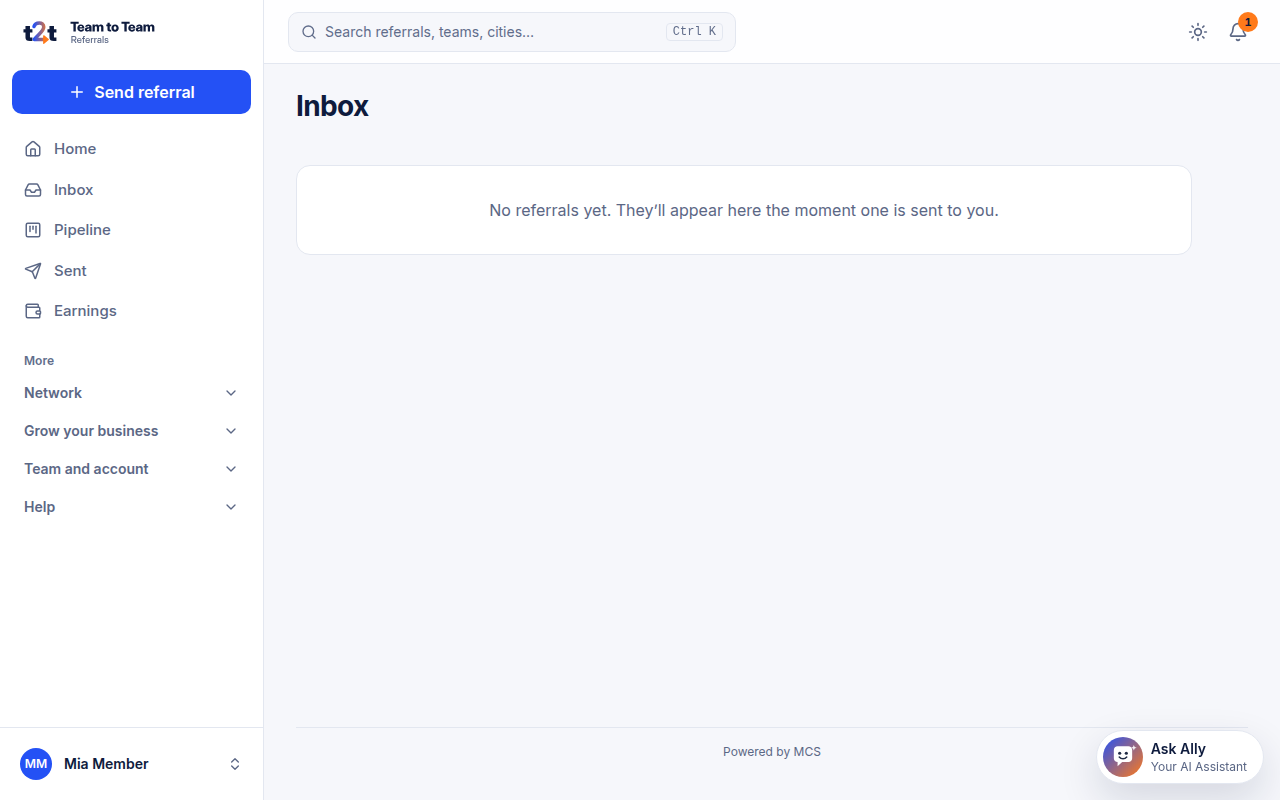 t2t Team to Team
Referrals
Send referral
Home
Inbox
Pipeline
Sent
Earnings
More
Network
Grow your business
Team and account
Help
MM Mia Member
Search referrals, teams, cities... Ctrl K
1
Inbox
No referrals yet. They’ll appear here the moment one is sent to you.
Powered by MCS
Ask Ally
Your AI Assistant